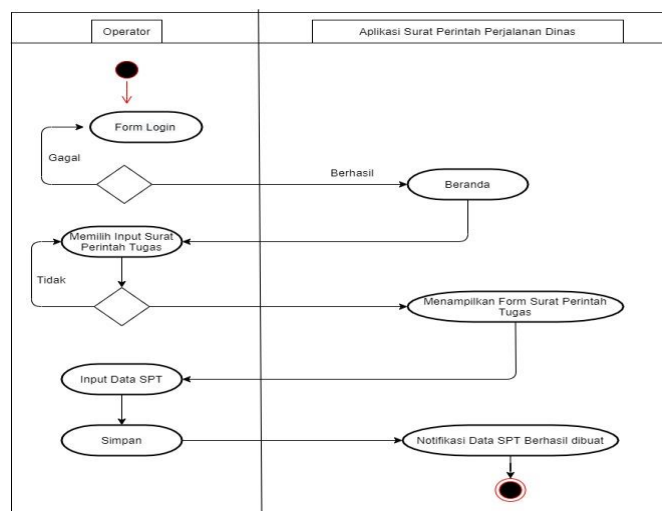 Operator
Aplikasi Surat Perintah Perjalanan Dinas
Form Login
Gagal
Berhasil
Beranda
Memilih Input Surat
Perintah Tugas
Tidak
Menampilkan Form Surat Perintah
Tugas
Input Data SPT
Simpan
Notifikasi Data SPT Berhasil dibuat